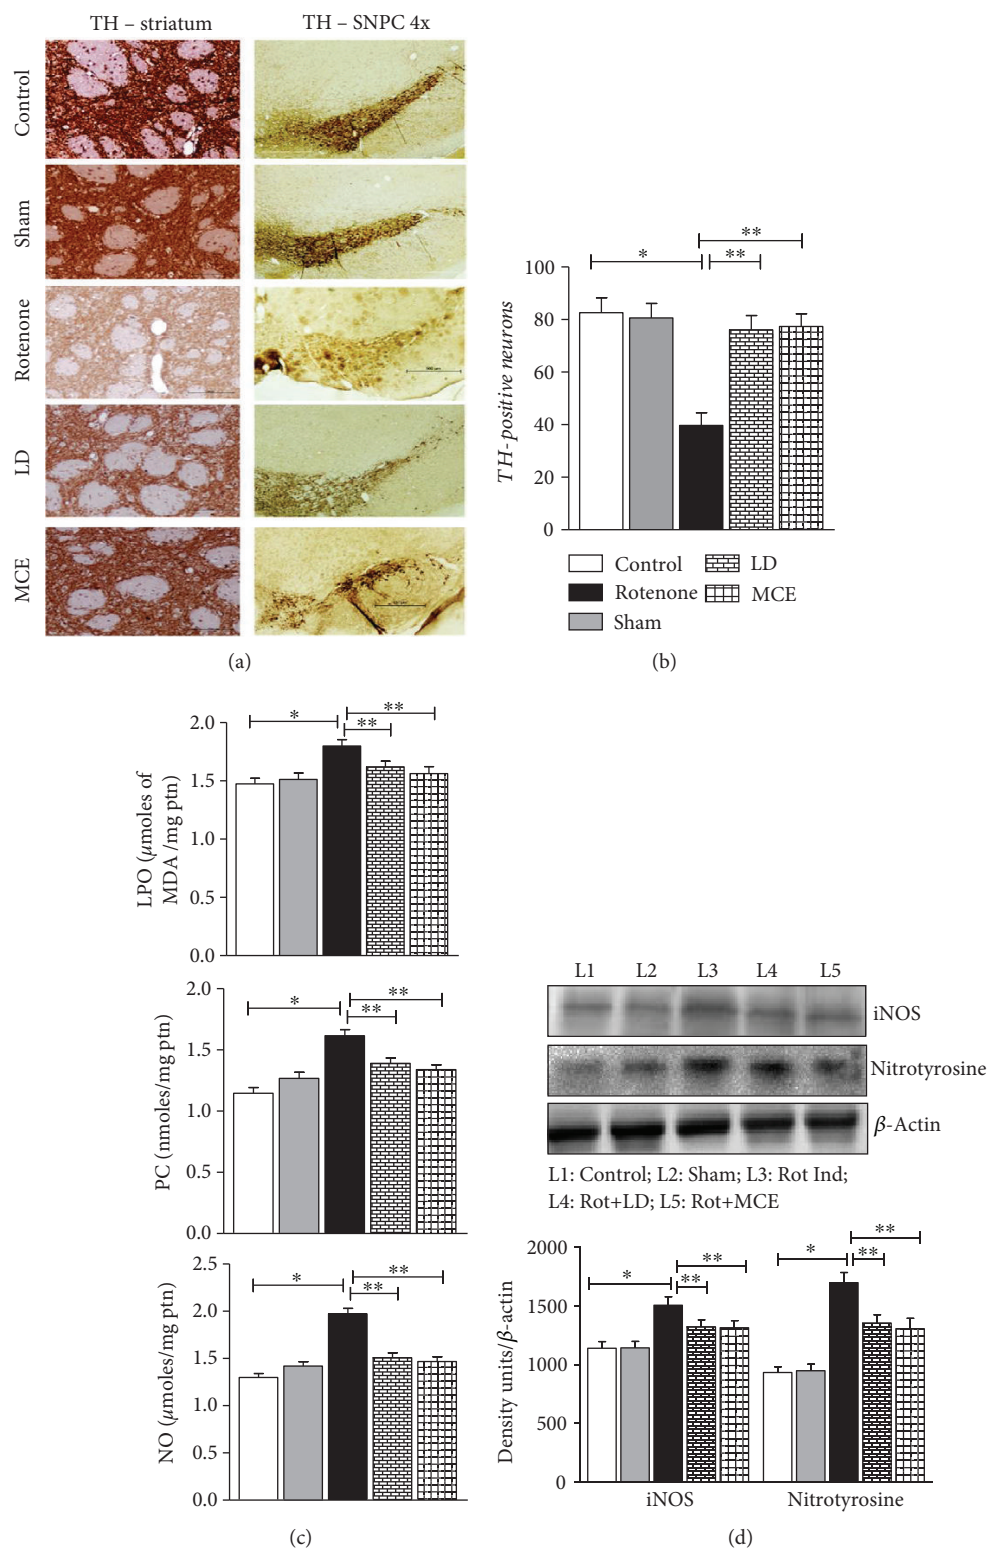 TH – striatum
TH – SNPC 4x
Control
Sham
Rotenone
LD
MCE
(a)
TH-positive neurons
100
80
60
40
20
0
*
**
**
Control
LD
Rotenone
MCE
Sham
(b)
LPO (μmoles of
MDA /mg ptn)
2.0
1.5
1.0
0.5
0.0
*
**
**
PC (nmoles/mg ptn)
2.0
1.5
1.0
1.5
0.0
*
**
**
NO (μmoles/mg ptn)
2.5
2.0
1.5
1.0
1.5
0.0
*
**
**
(c)
L1 L2 L3 L4 L5
iNOS
Nitrotyrosine
β-Actin
L1: Control; L2: Sham; L3: Rot Ind;
L4: Rot+LD; L5: Rot+MCE
Density units/β-actin
2000
1500
1000
500
0
*
**
**
*
**
**
iNOS
Nitrotyrosine
(d)